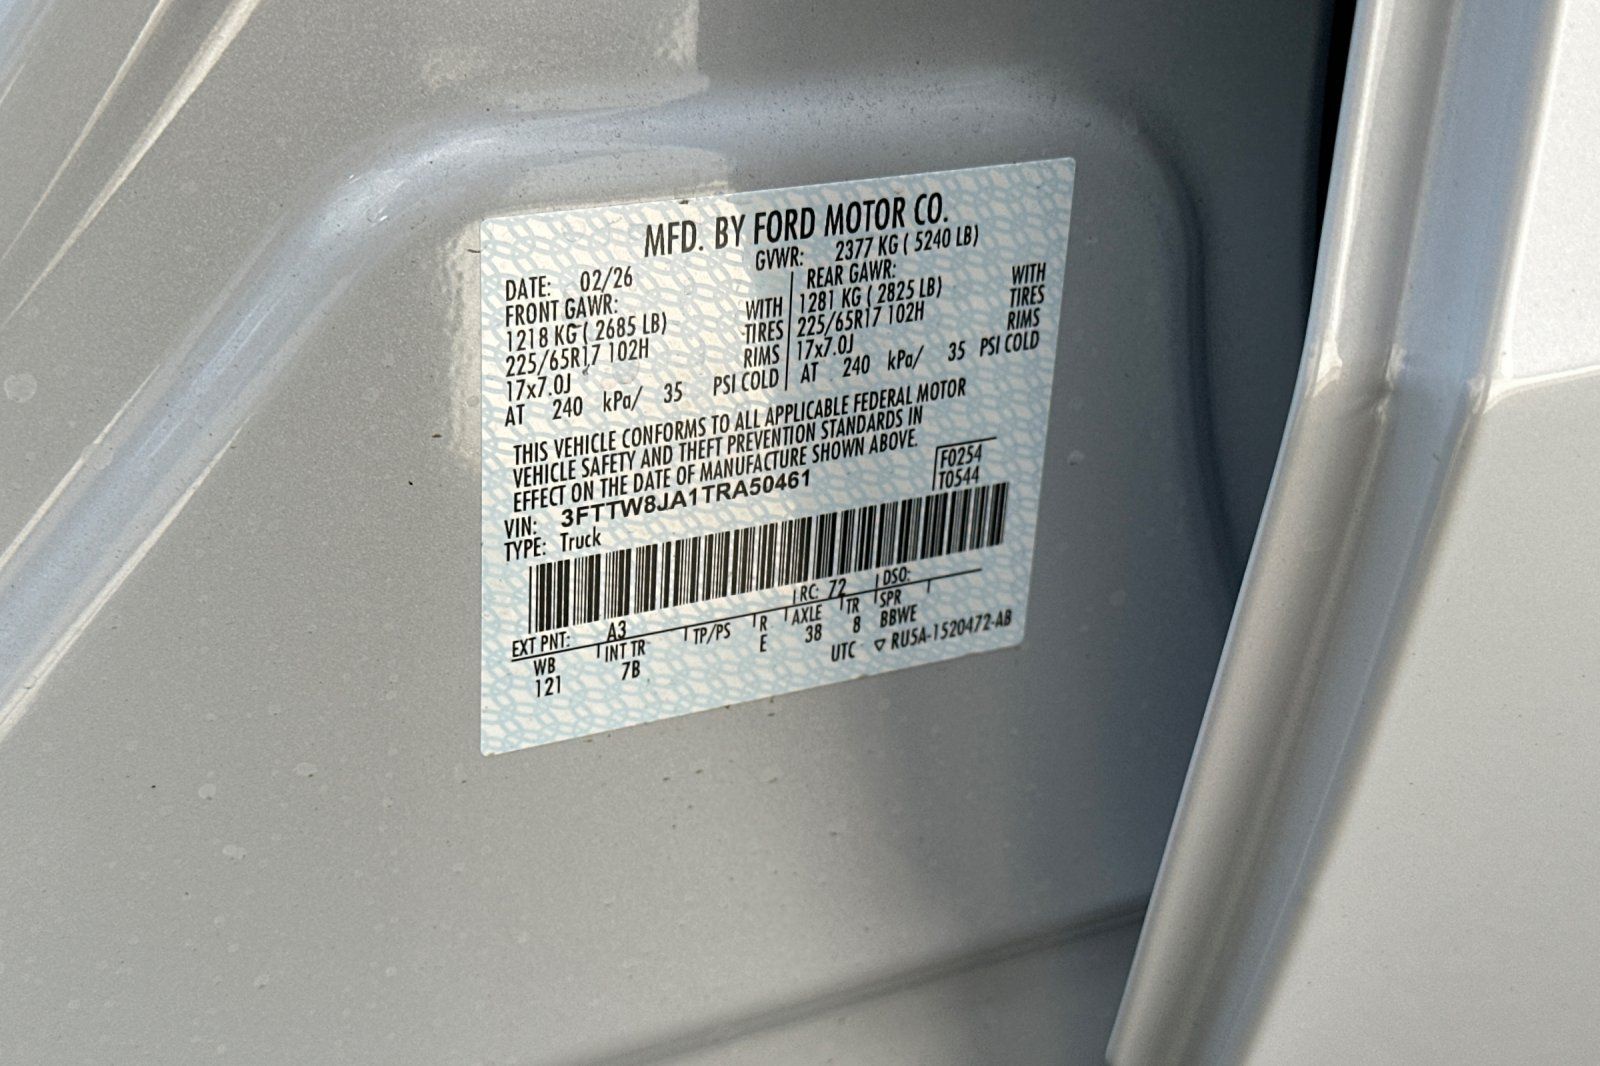 MFD. BY FORD MOTOR CO.
DATE: 02/26 GVWR: 2377 KG ( 5240 LB)
FRONT GAWR: REAR GAWR:
1218 KG ( 2685 LB) WITH 1281 KG ( 2825 LB) WITH
225/65R17 102H TIRES 225/65R17 102H TIRES
17x7.0J RIMS 17x7.0J RIMS
AT 240 kPa/ 35 PSI COLD AT 240 kPa/ 35 PSI COLD
THIS VEHICLE CONFORMS TO ALL APPLICABLE FEDERAL MOTOR
VEHICLE SAFETY AND THEFT PREVENTION STANDARDS IN
EFFECT ON THE DATE OF MANUFACTURE SHOWN ABOVE.
F0254
VIN: 3FTTW8JA1TRA50461 T0544
TYPE: Truck
EXT PNT: A3 RC: 72 DSO:
WB INT TR TP/PS R AXLE TR SPR
121 7B E 38 8 BBWE
UTC ▽ RU5A-1520472-AB